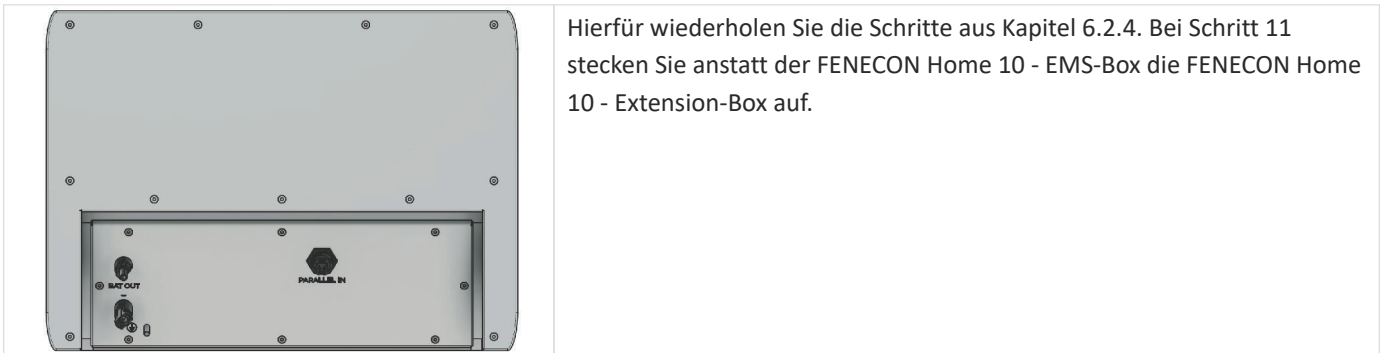 Hierfür wiederholen Sie die Schritte aus Kapitel 6.2.4. Bei Schritt 11
stecken Sie anstatt der FENECON Home 10 - EMS-Box die FENECON Home
10 - Extension-Box auf.
BAT OUT
PARALLEL IN